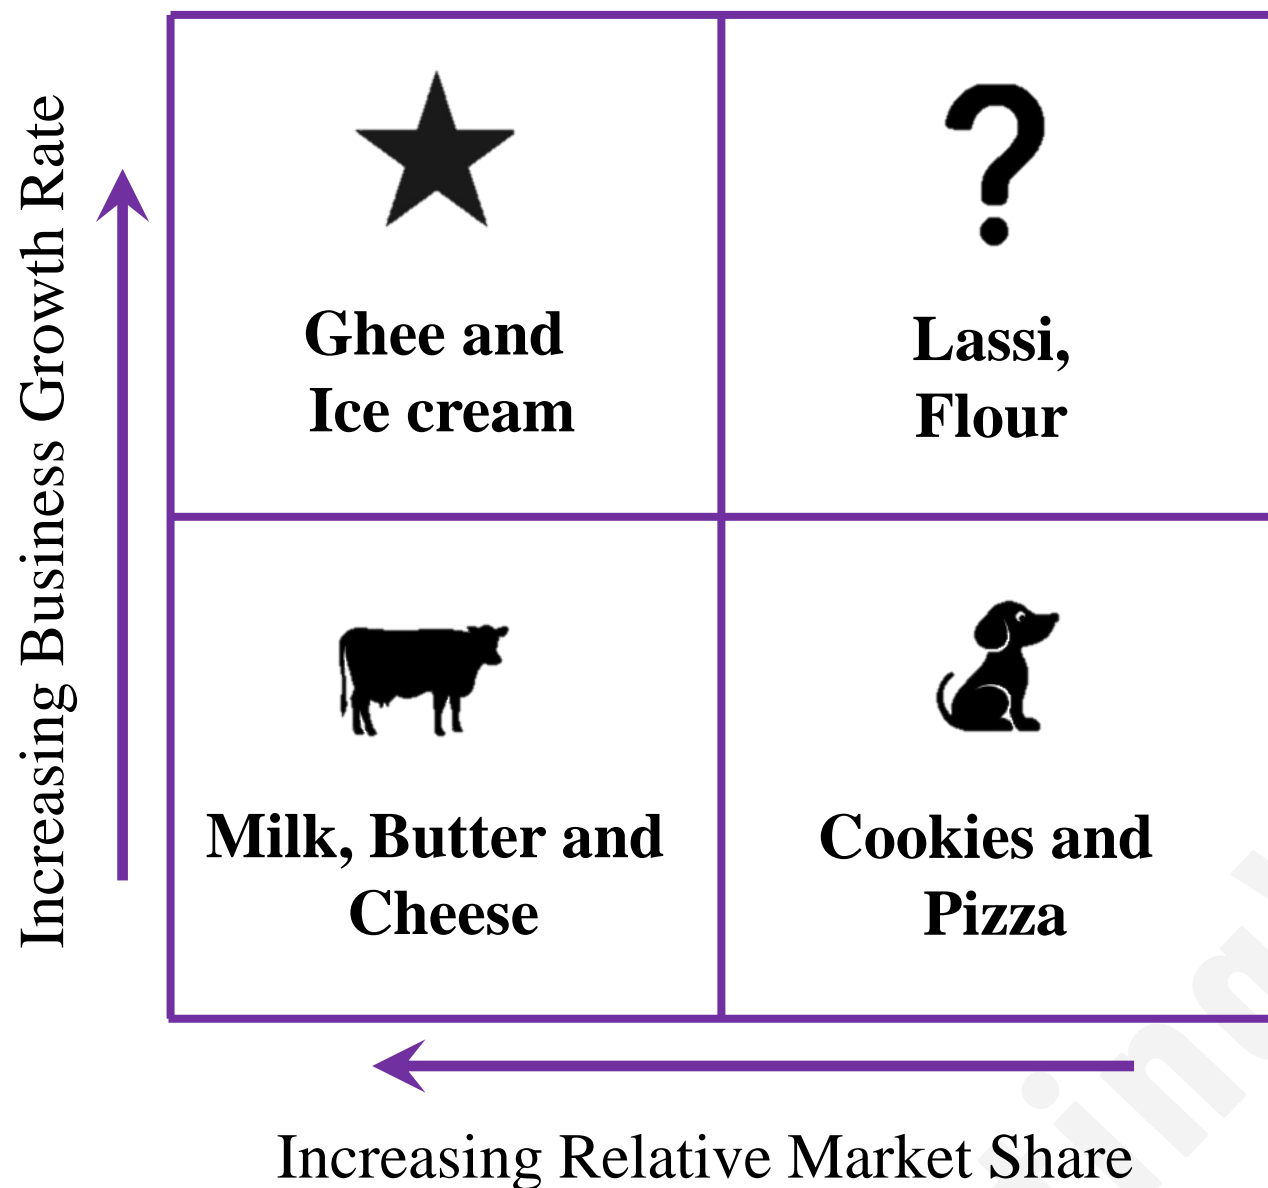 Increasing Business Growth Rate
Ghee and
Ice cream
?
Lassi,
Flour
Milk, Butter and
Cheese
Cookies and
Pizza
Increasing Relative Market Share